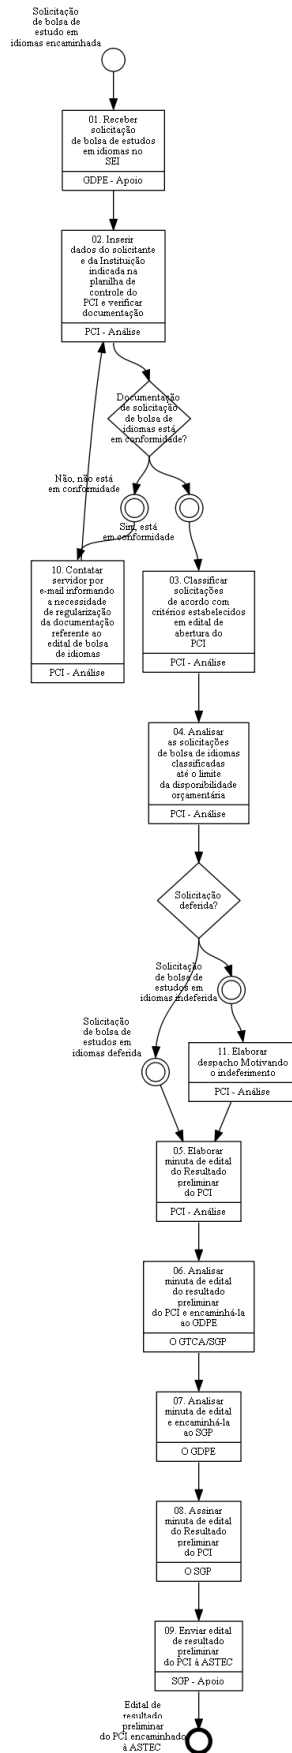 Solicitação
de bolsa de
estudo em
idiomas encaminhada
01. Receber
solicitação
de bolsa de estudos
em idiomas no
SEI
GDPE - Apoio
02. Inserir
dados do solicitante
e da Instituição
indicada na
planilha de
controle do
PCI e verificar
documentação
PCI - Análise
Documentação
de solicitação
de bolsa de
idiomas está
em conformidade?
Não, não está
em conformidade
Sim, está
em conformidade
10. Contatar
servidor por
e-mail informando
a necessidade
de regularização
da documentação
referente ao
edital de bolsa
de idiomas
PCI - Análise
03. Classificar
solicitações
de acordo com
critérios estabelecidos
em edital de
abertura do
PCI
PCI - Análise
04. Analisar
as solicitações
de bolsa de idiomas
classificadas
até o limite
da disponibilidade
orçamentária
PCI - Análise
Solicitação
deferida?
Solicitação
de bolsa de
estudos em
idiomas indeferida
Solicitação
de bolsa de
estudos em
idiomas deferida
11. Elaborar
despacho Motivando
o indeferimento
PCI - Análise
05. Elaborar
minuta de edital
do Resultado
preliminar
do PCI
PCI - Análise
06. Analisar
minuta de edital
do resultado
preliminar
do PCI e encaminhá-la
ao GDPE
O GTCA/SGP
07. Analisar
minuta de edital
e encaminhá-la
ao SGP
O GDPE
08. Assinar
minuta de edital
do Resultado
preliminar
do PCI
O SGP
09. Enviar edital
de resultado
preliminar
do PCI à ASTEC
SGP - Apoio
Edital de
resultado
preliminar
do PCI encaminhado
à ASTEC